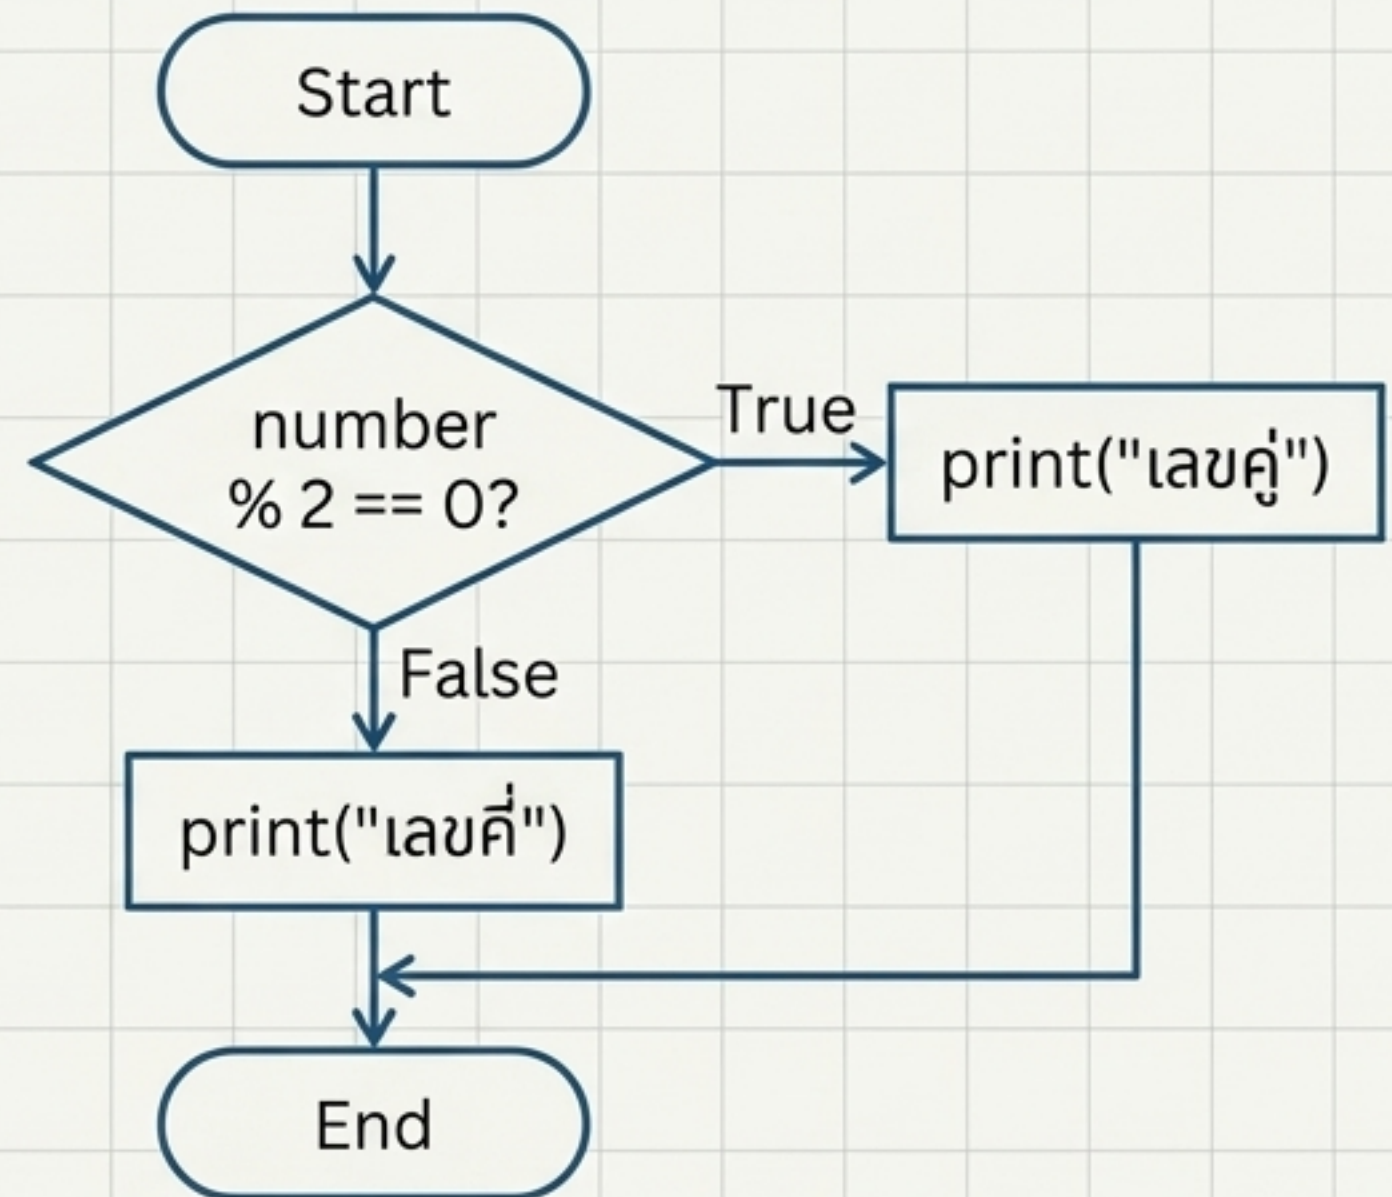 Start
number
% 2 == 0?
True
print("เลขคู่")
False
print("เลขคี่")
End